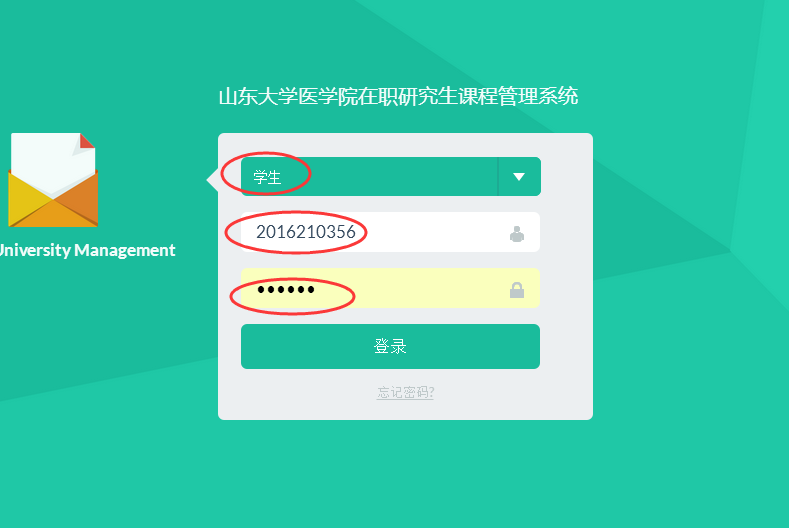 山东大学医学院在职研究生课程管理系统
学生
2016210356
••••••
登录
忘记密码?
University Management